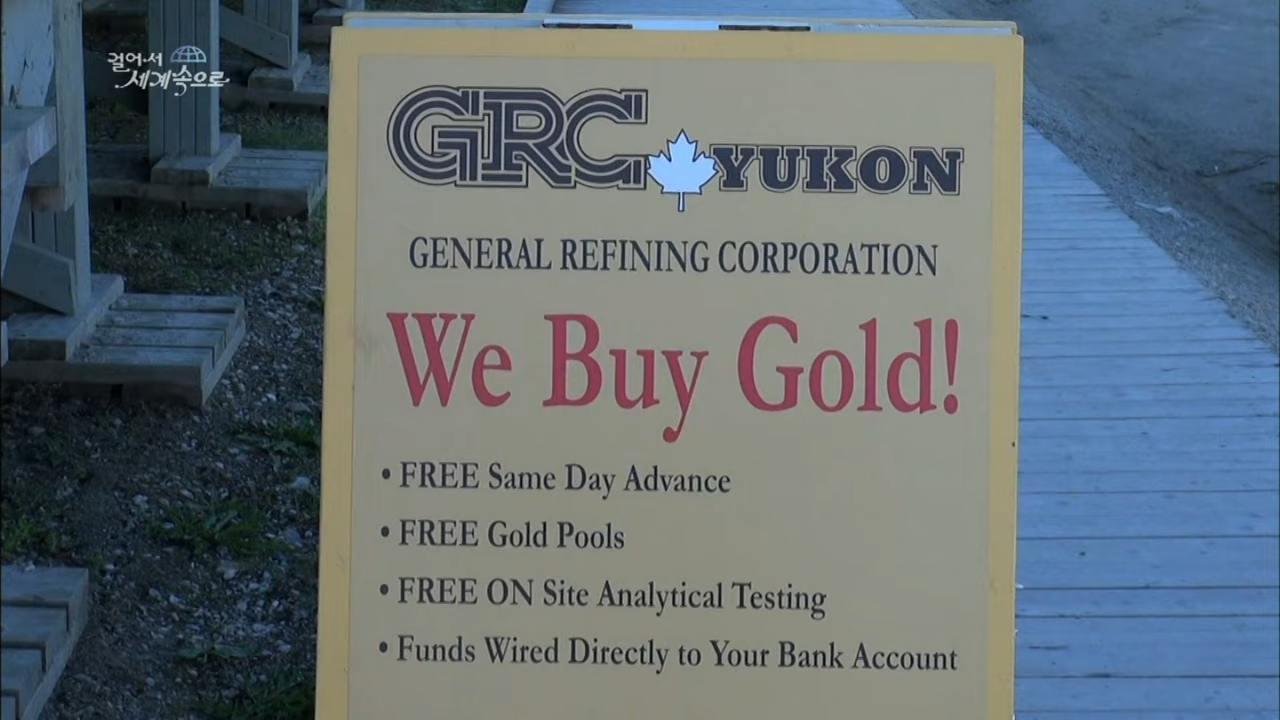 걸어서
세계속으로
GRC YUKON
GENERAL REFINING CORPORATION
We Buy Gold!
• FREE Same Day Advance
• FREE Gold Pools
• FREE ON Site Analytical Testing
• Funds Wired Directly to Your Bank Account